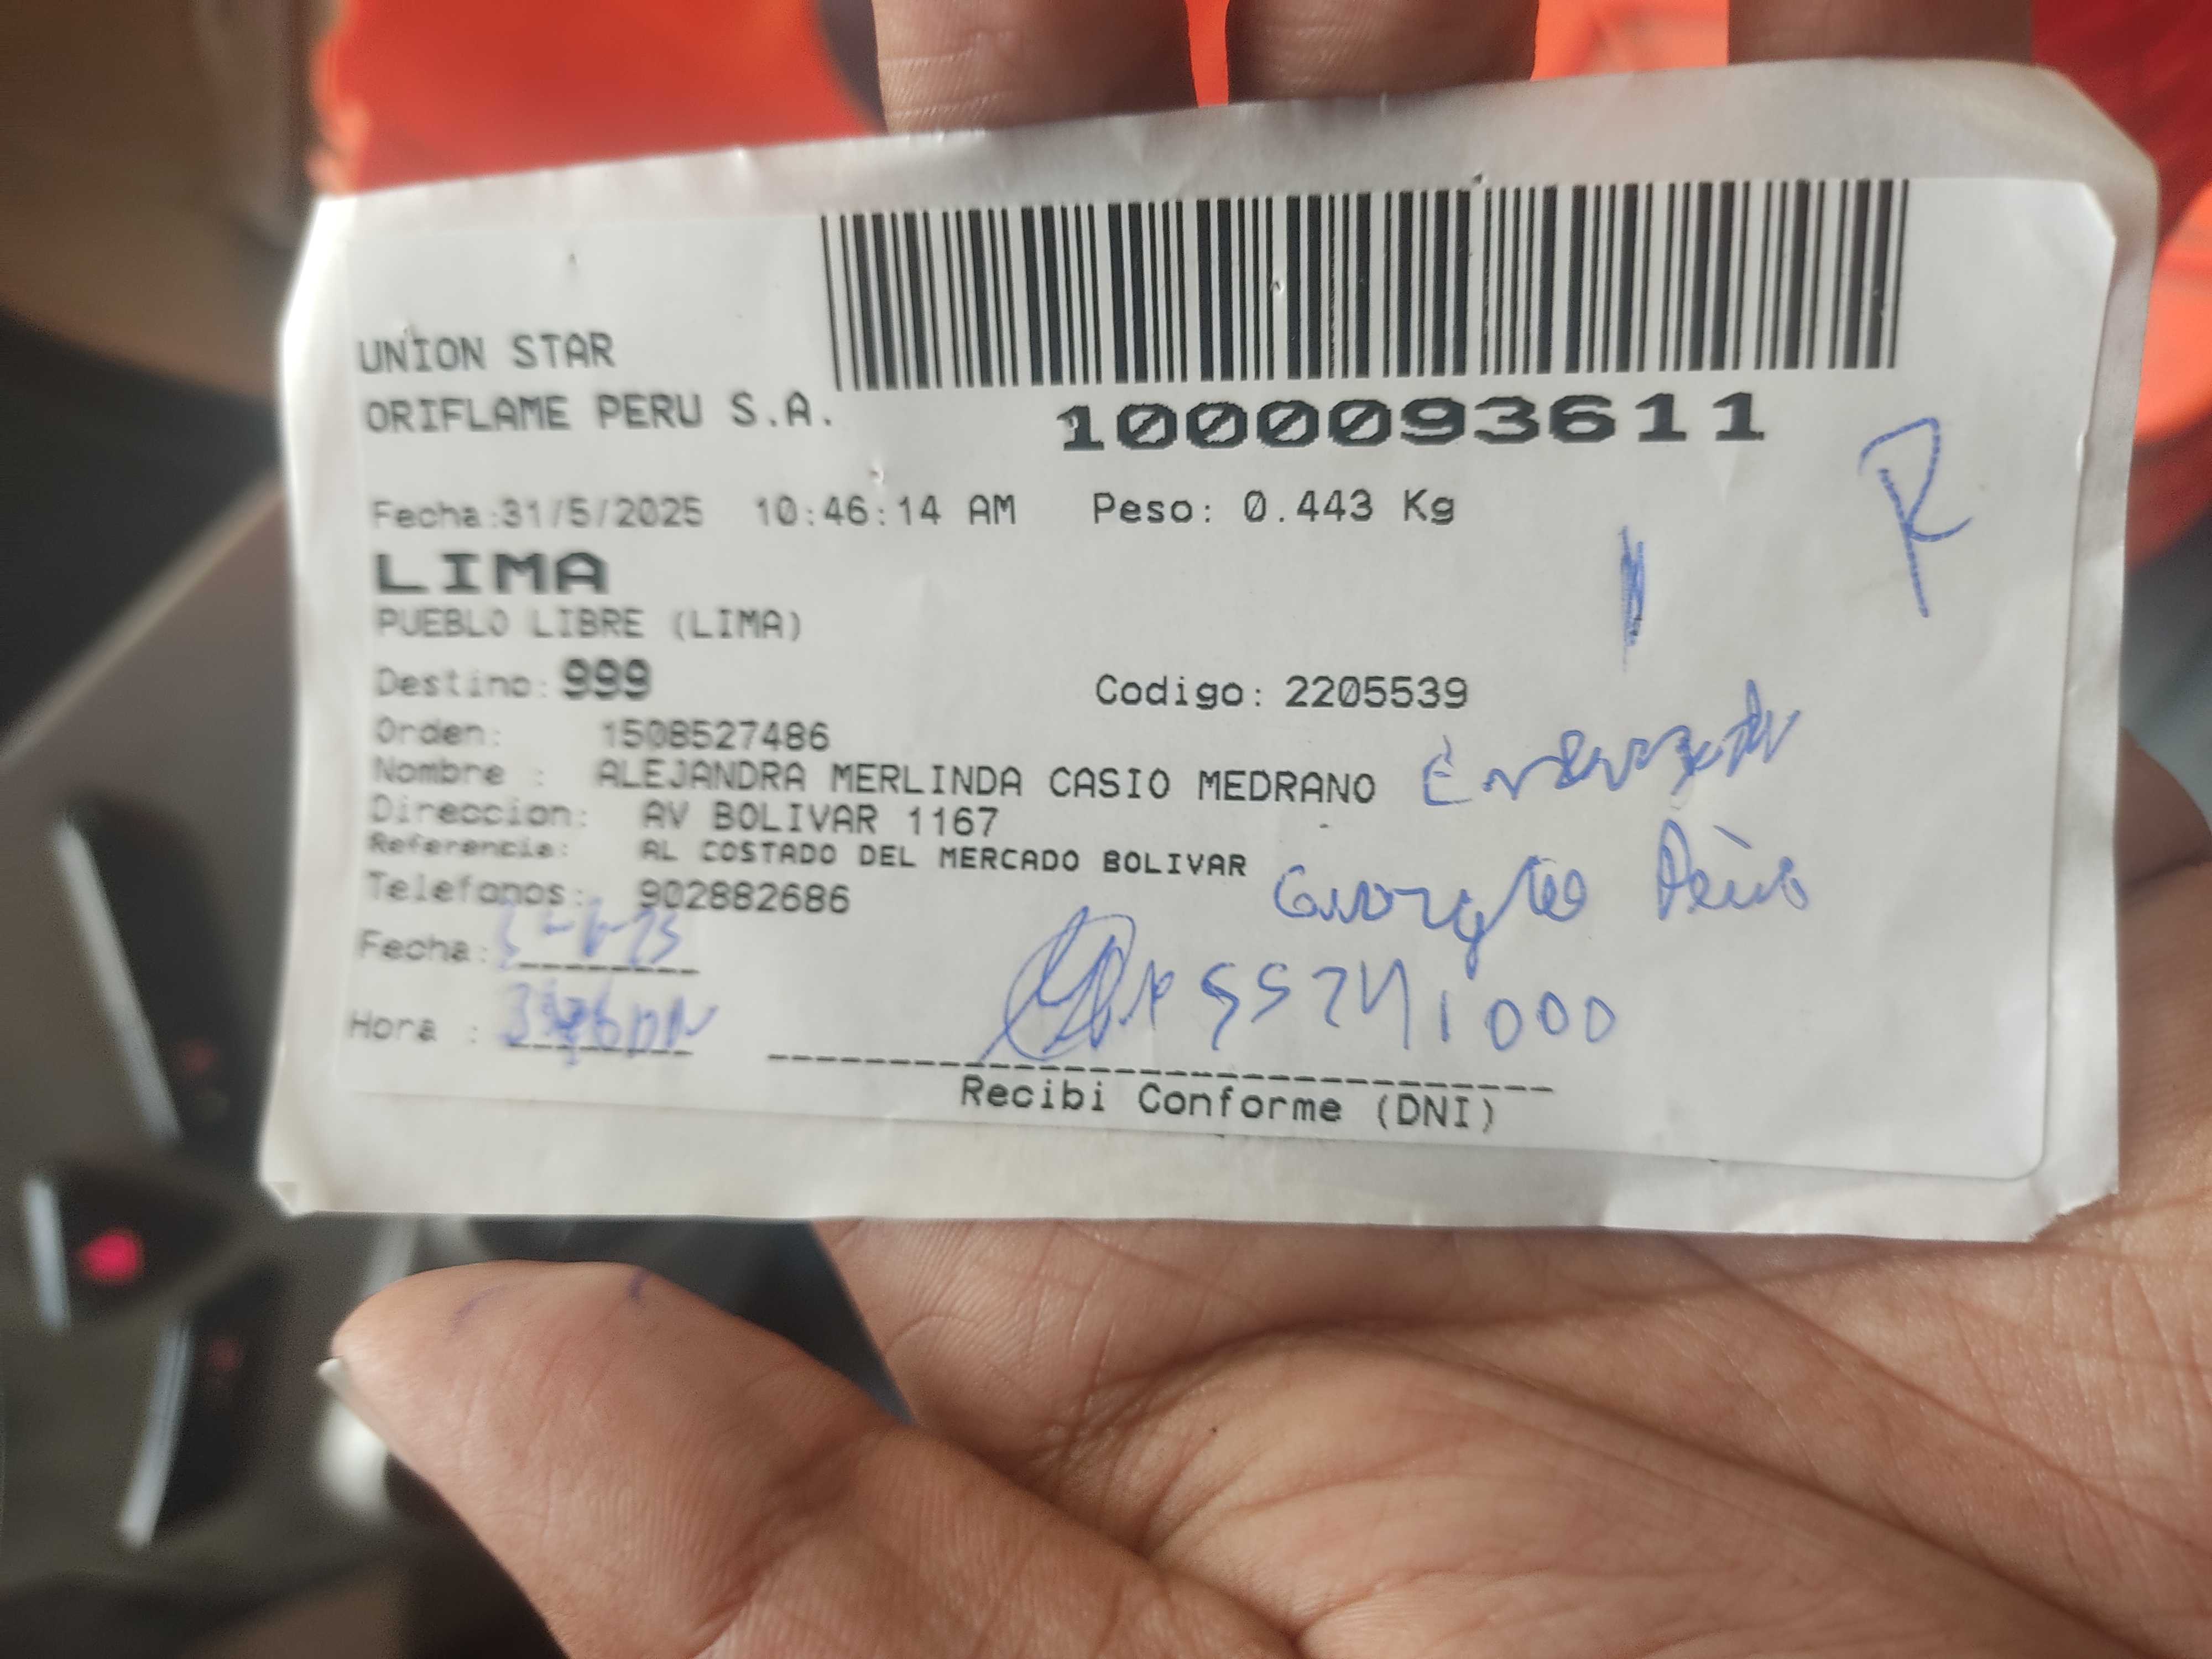 UNION STAR
ORIFLAME PERU S.A.
1000093611
Fecha:31/5/2025 10:46:14 AM Peso: 0.443 Kg
LIMA
PUEBLO LIBRE (LIMA)
Destino: 999 Codigo: 2205539
Orden: 1508527486
Nombre : ALEJANDRA MERLINDA CASIO MEDRANO
Direccion: AV BOLIVAR 1167
Referencia: AL COSTADO DEL MERCADO BOLIVAR
Telefonos: 902882686
Fecha:
Hora :
Recibi Conforme (DNI)
R